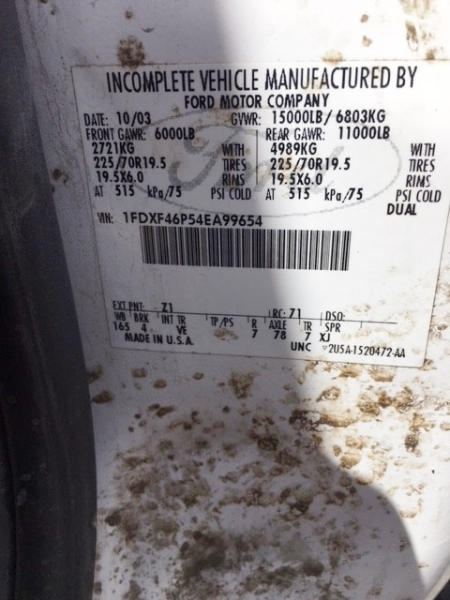 INCOMPLETE VEHICLE MANUFACTURED BY
FORD MOTOR COMPANY
DATE: 10/03 GVWR: 15000LB/ 6803KG
FRONT GAWR: 6000LB REAR GAWR: 11000LB
2721KG WITH 4989KG WITH
225/70R19.5 TIRES 225/70R19.5 TIRES
19.5X6.0 RIMS 19.5X6.0 RIMS
AT 515 kPa/75 PSI COLD AT 515 kPa/75 PSI COLD
DUAL
VIN: 1FDXF46P54EA99654
Ford
EXT PNT: Z1 RC: 71 DSO:
WB BRK INT TR TP/PS R AXLE TR SPR
165 4 VE 7 78 7 XJ
MADE IN U.S.A. UNC 2U5A-1520472-AA